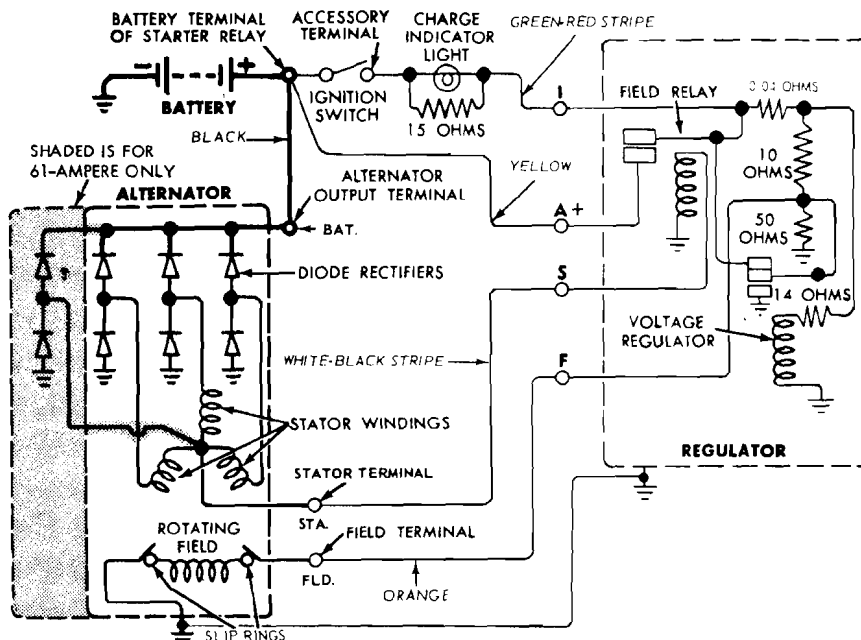 BATTERY TERMINAL
OF STARTER RELAY
ACCESSORY
TERMINAL
CHARGE
INDICATOR
LIGHT
GREEN-RED STRIPE
− +
BATTERY
IGNITION
SWITCH
15 OHMS
I
FIELD RELAY
0.04 OHMS
10
OHMS
BLACK
SHADED IS FOR
61-AMPERE ONLY
ALTERNATOR
ALTERNATOR
OUTPUT TERMINAL
YELLOW
A+
BAT.
50
OHMS
DIODE RECTIFIERS
S
14 OHMS
VOLTAGE
REGULATOR
WHITE-BLACK STRIPE
F
STATOR WINDINGS
REGULATOR
STATOR TERMINAL
STA.
ROTATING
FIELD
FIELD TERMINAL
FLD.
ORANGE
SLIP RINGS